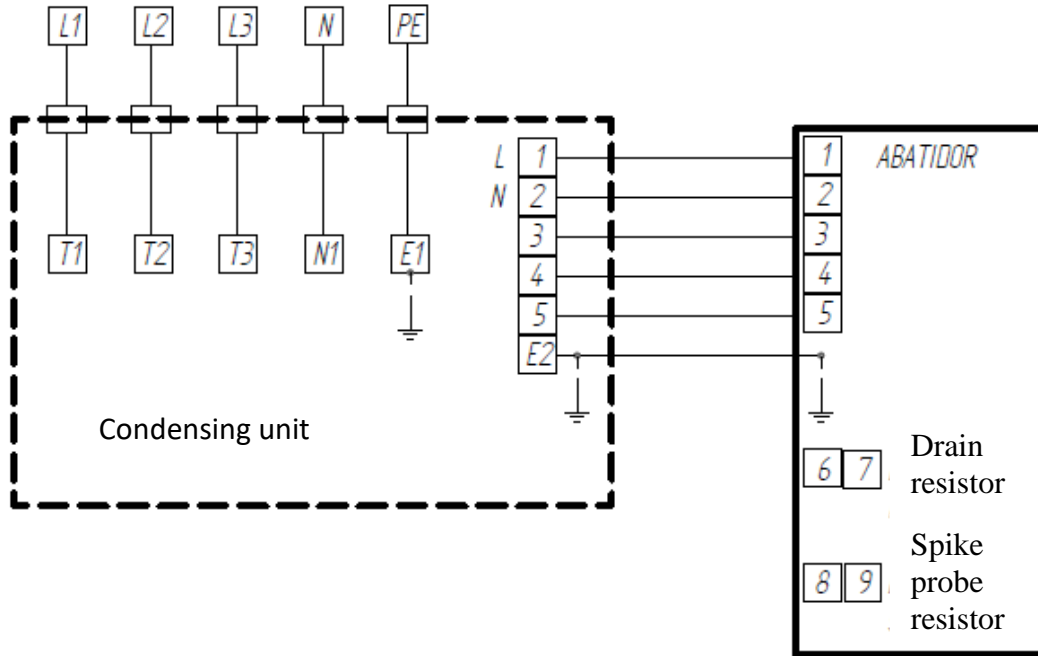 L1 L2 L3 N PE
L 1
N 2
3
4
5
E2
T1 T2 T3 N1 E1
Condensing unit
1 ABATIDOR
2
3
4
5
6 7 Drain
resistor
8 9 Spike
probe
resistor